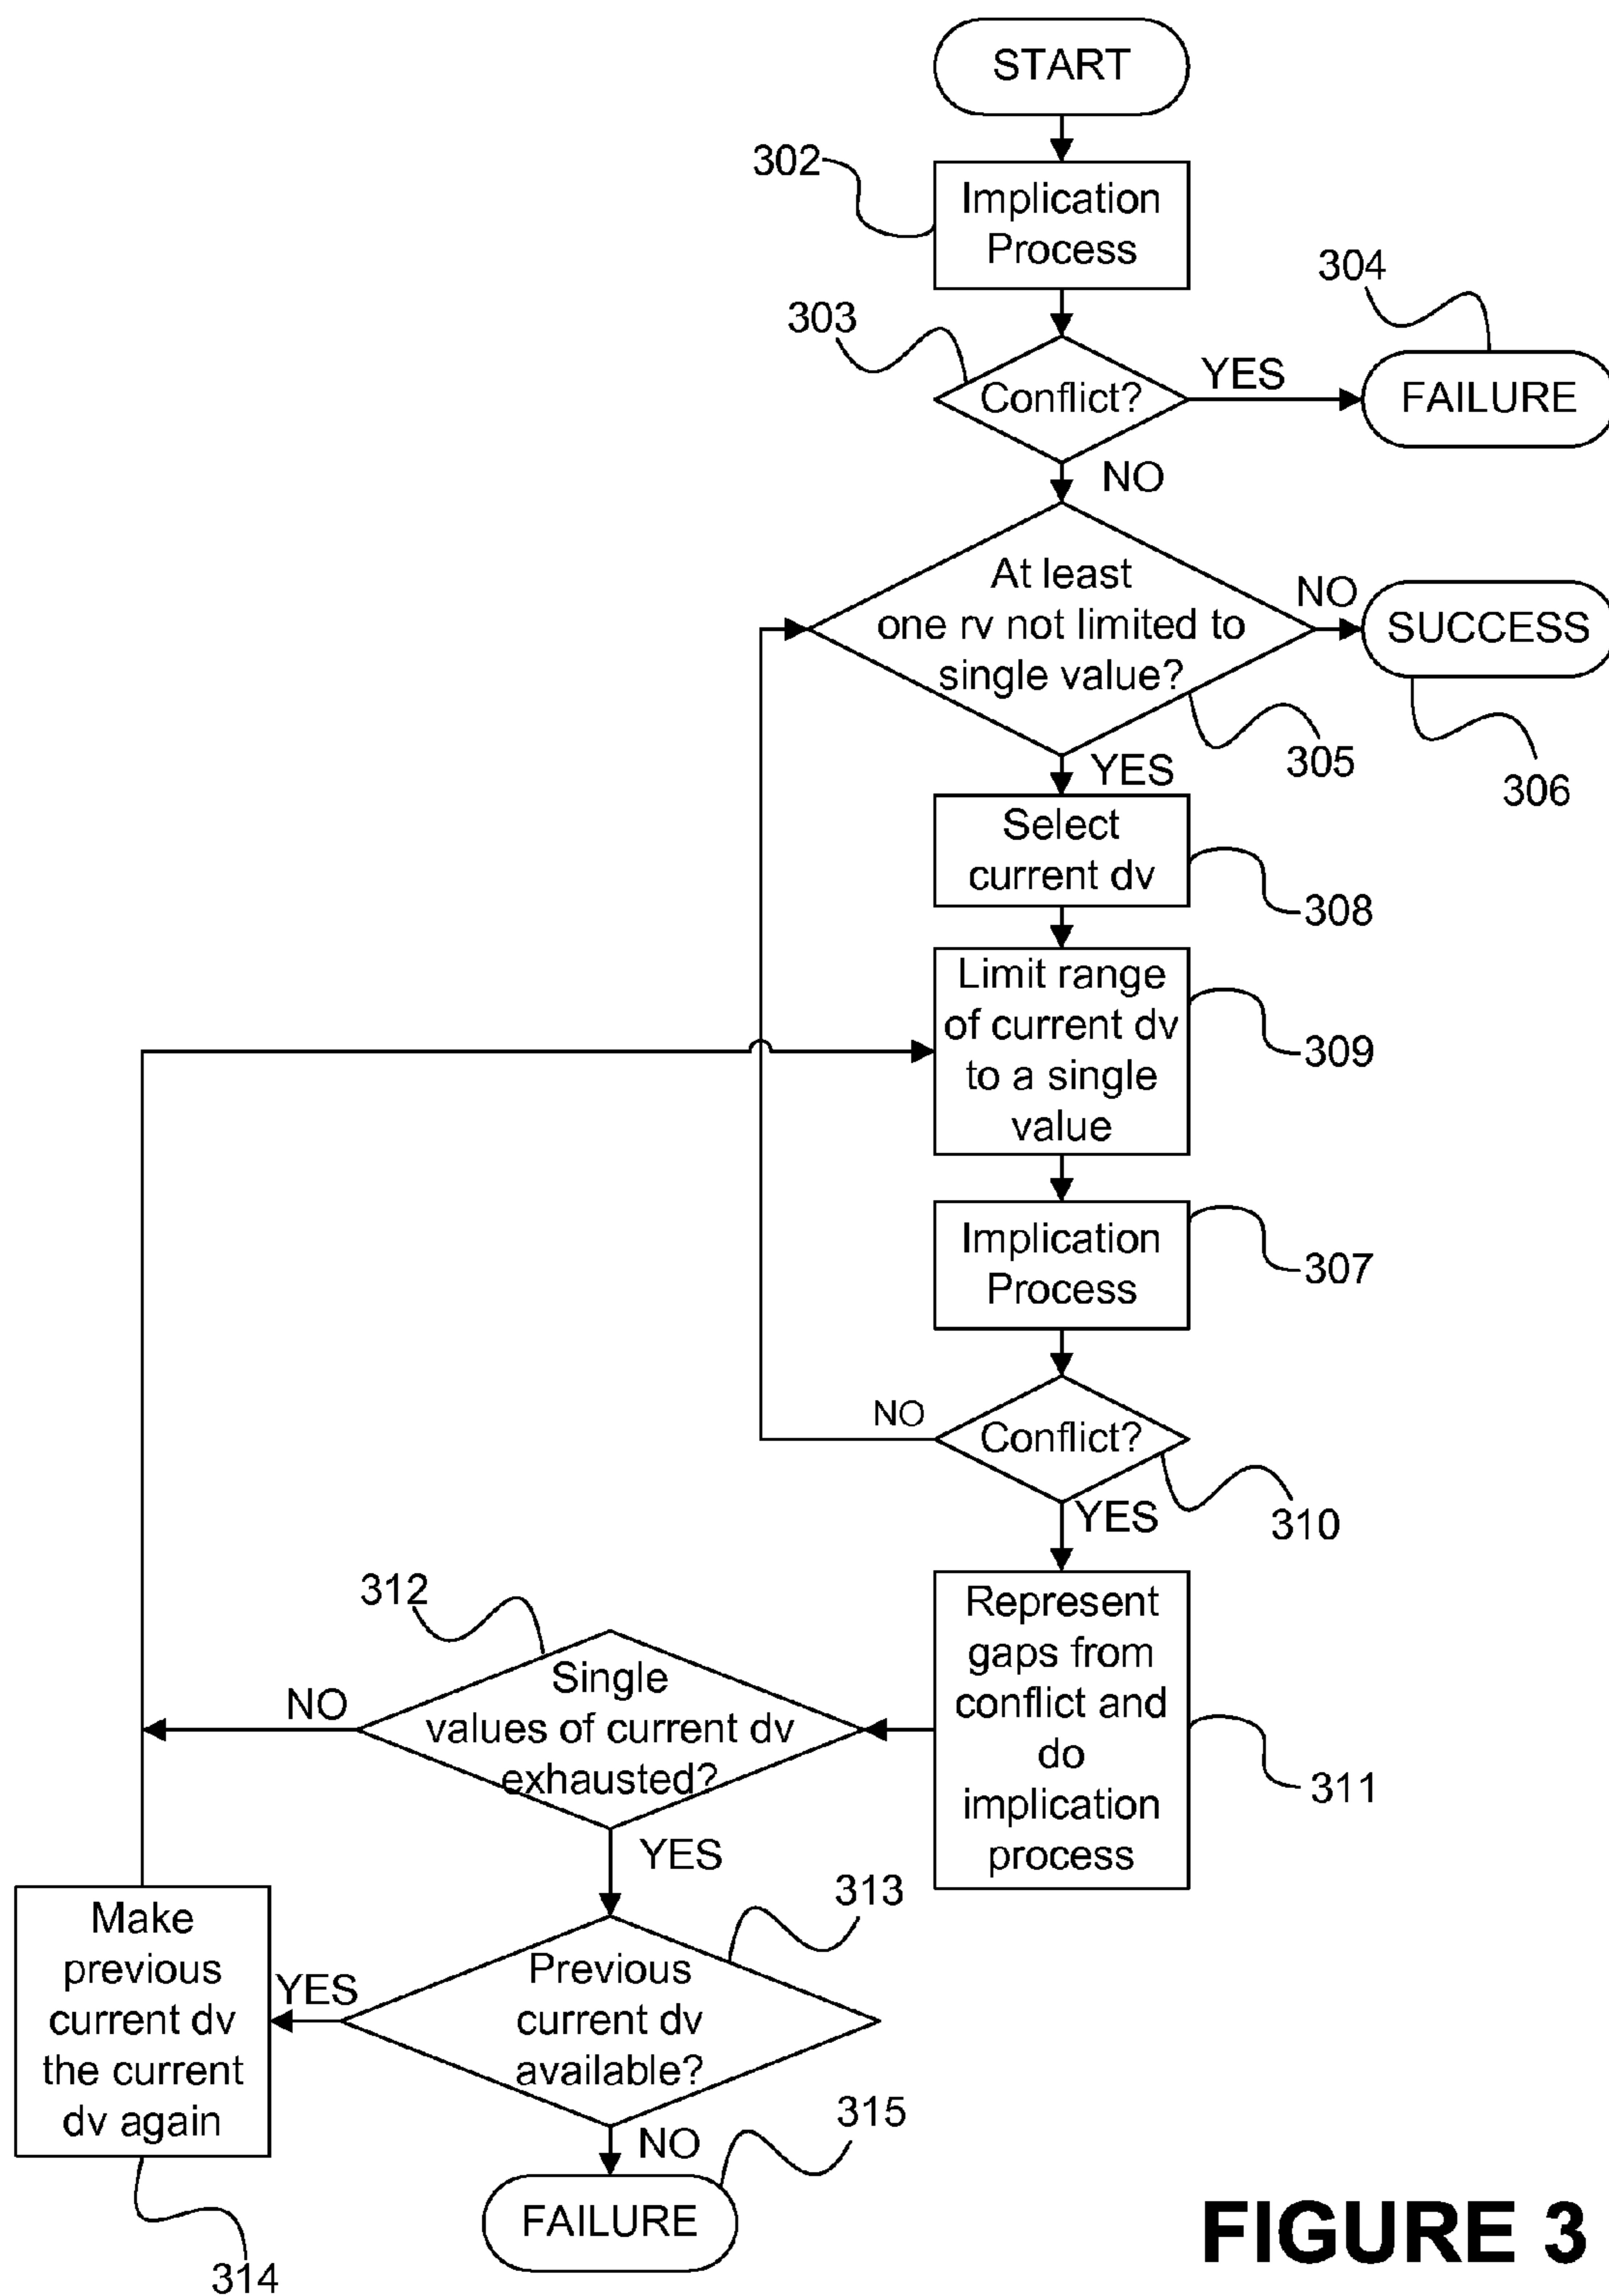 START
302
Implication
Process
304
303
Conflict?
YES
FAILURE
NO
At least
one rv not limited to
single value?
NO
SUCCESS
305
306
YES
Select
current dv
308
Limit range
of current dv
to a single
value
309
Implication
Process
307
NO
Conflict?
310
YES
Represent
gaps from
conflict and
do
implication
process
311
312
Single
values of current dv
exhausted?
NO
YES
313
Previous
current dv
available?
YES
Make
previous
current dv
the current
dv again
314
NO
315
FAILURE
FIGURE 3